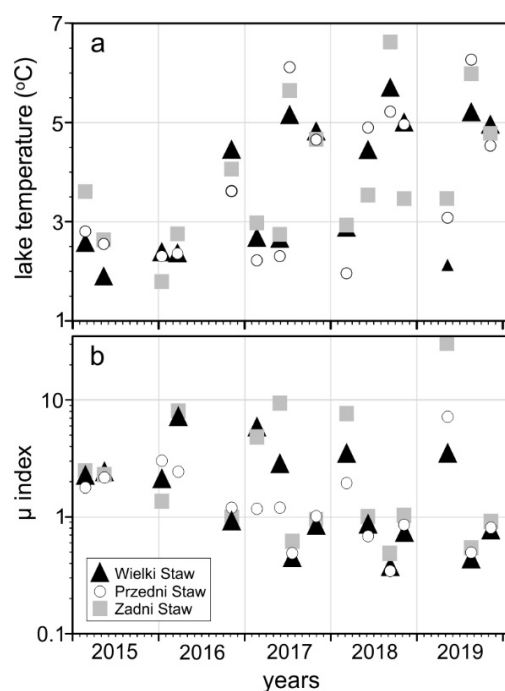 a
7
5
3
1
lake temperature (°C)
b
10
1
0.1
μ index
Wielki Staw
Przedni Staw
Zadni Staw
2015 2016 2017 2018 2019
years